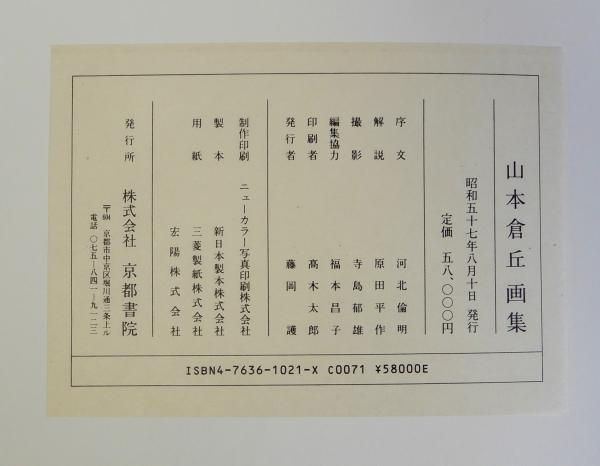 山本倉丘 画集
昭和五十七年八月十日 発行
定価 五八、〇〇〇円
序文 河北倫明
解説 原田平作
撮影 寺島郁雄
編集協力 福本昌子
印刷者 髙木太郎
発行者 藤岡護
制作印刷 ニューカラー写真印刷株式会社
製本 新日本製本株式会社
用紙 三菱製紙株式会社
宏陽株式会社
発行所 株式会社 京都書院
〒604 京都市中京区堀川通三条上ル
電話 〇七五―八四一―九一二三
ISBN4-7636-1021-X C0071 ¥58000E